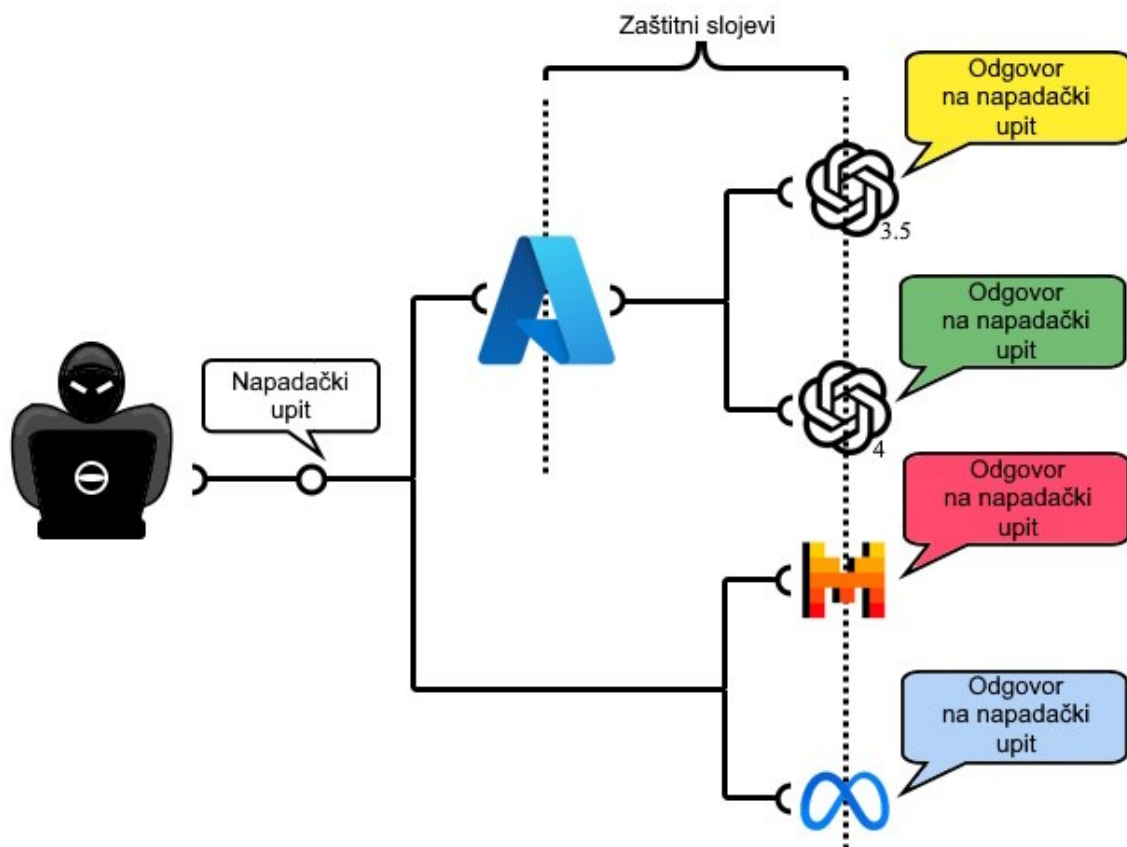 Zaštitni slojevi
Odgovor
na napadački
upit
3.5
Odgovor
na napadački
upit
4
Napadački
upit
Odgovor
na napadački
upit
Odgovor
na napadački
upit